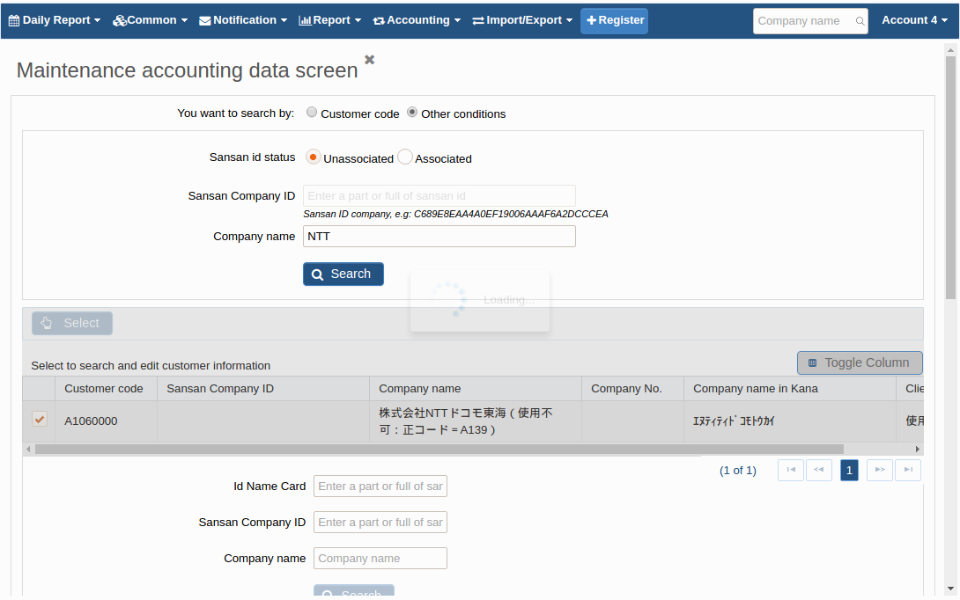 Daily Report Common Notification Report Accounting Import/Export Register Company name Account 4
Maintenance accounting data screen
You want to search by: Customer code Other conditions
Sansan id status Unassociated Associated
Sansan Company ID Enter a part or full of sansan id
Sansan ID company, e.g: C689E8EAA4A0EF19006AAAF6A2DCCCEA
Company name NTT
Search
Loading...
Select
Select to search and edit customer information Toggle Column
Customer code Sansan Company ID Company name Company No. Company name in Kana Clie
A1060000 株式会社NTTドコモ東海（使用不 ｴﾇﾃｨﾃｨﾄﾞｺﾓﾄｳｶｲ 使用
可：正コード＝A139）
(1 of 1) 1
Id Name Card Enter a part or full of sar
Sansan Company ID Enter a part or full of sar
Company name Company name
Search